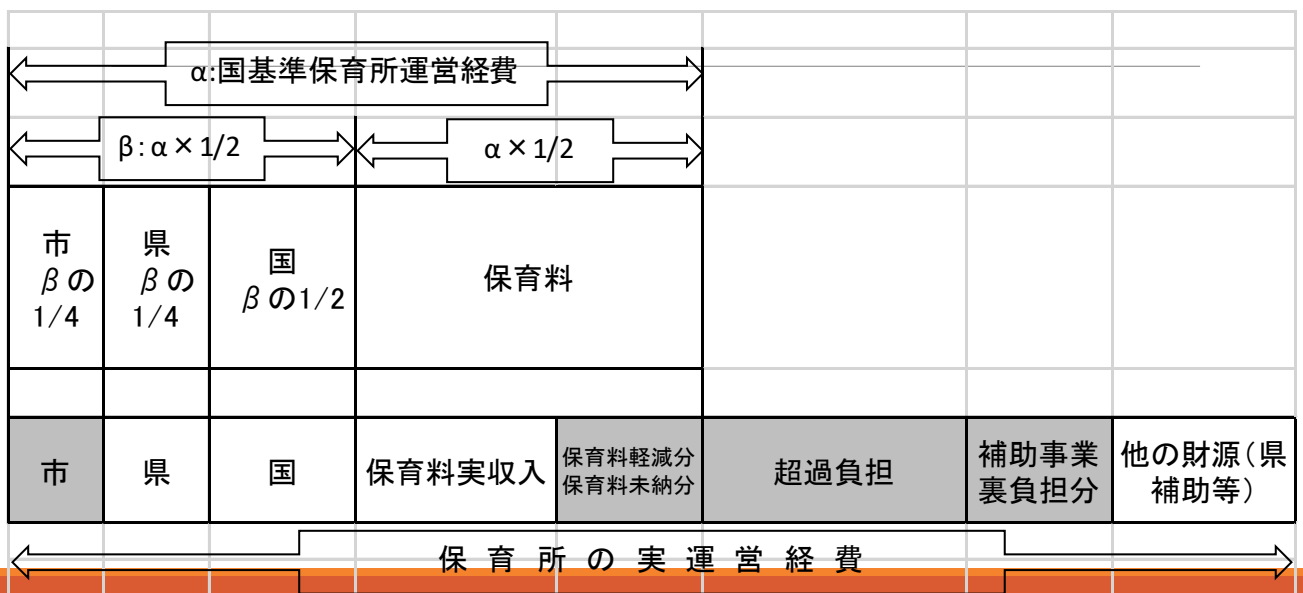 α:国基準保育所運営経費
β:α×1/2
α×1/2
市
βの
1/4
県
βの
1/4
国
βの1/2
保育料
市
県
国
保育料実収入
保育料軽減分
保育料未納分
超過負担
補助事業
裏負担分
他の財源(県
補助等)
保育所の実運営経費